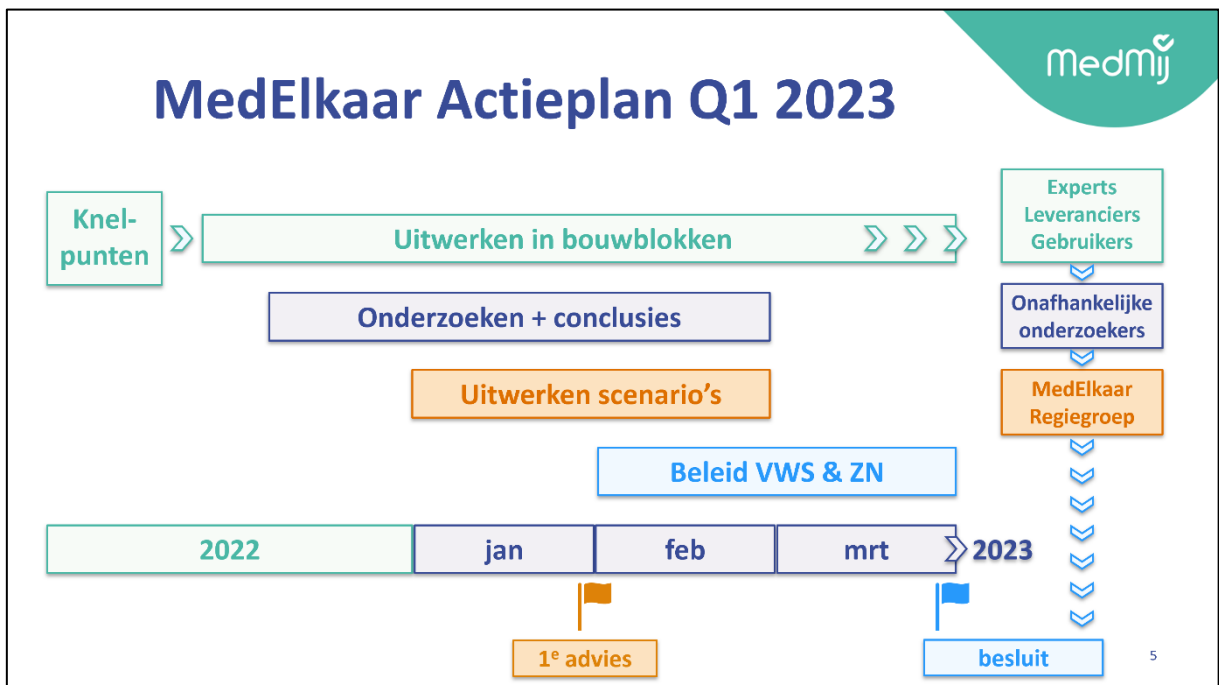 MedMij
MedElkaar Actieplan Q1 2023
Knel-
punten
Uitwerken in bouwblokken
Experts
Leveranciers
Gebruikers
Onderzoeken + conclusies
Onafhankelijke
onderzoekers
Uitwerken scenario's
MedElkaar
Regiegroep
Beleid VWS & ZN
2022
jan
feb
mrt
2023
1e advies
besluit
5